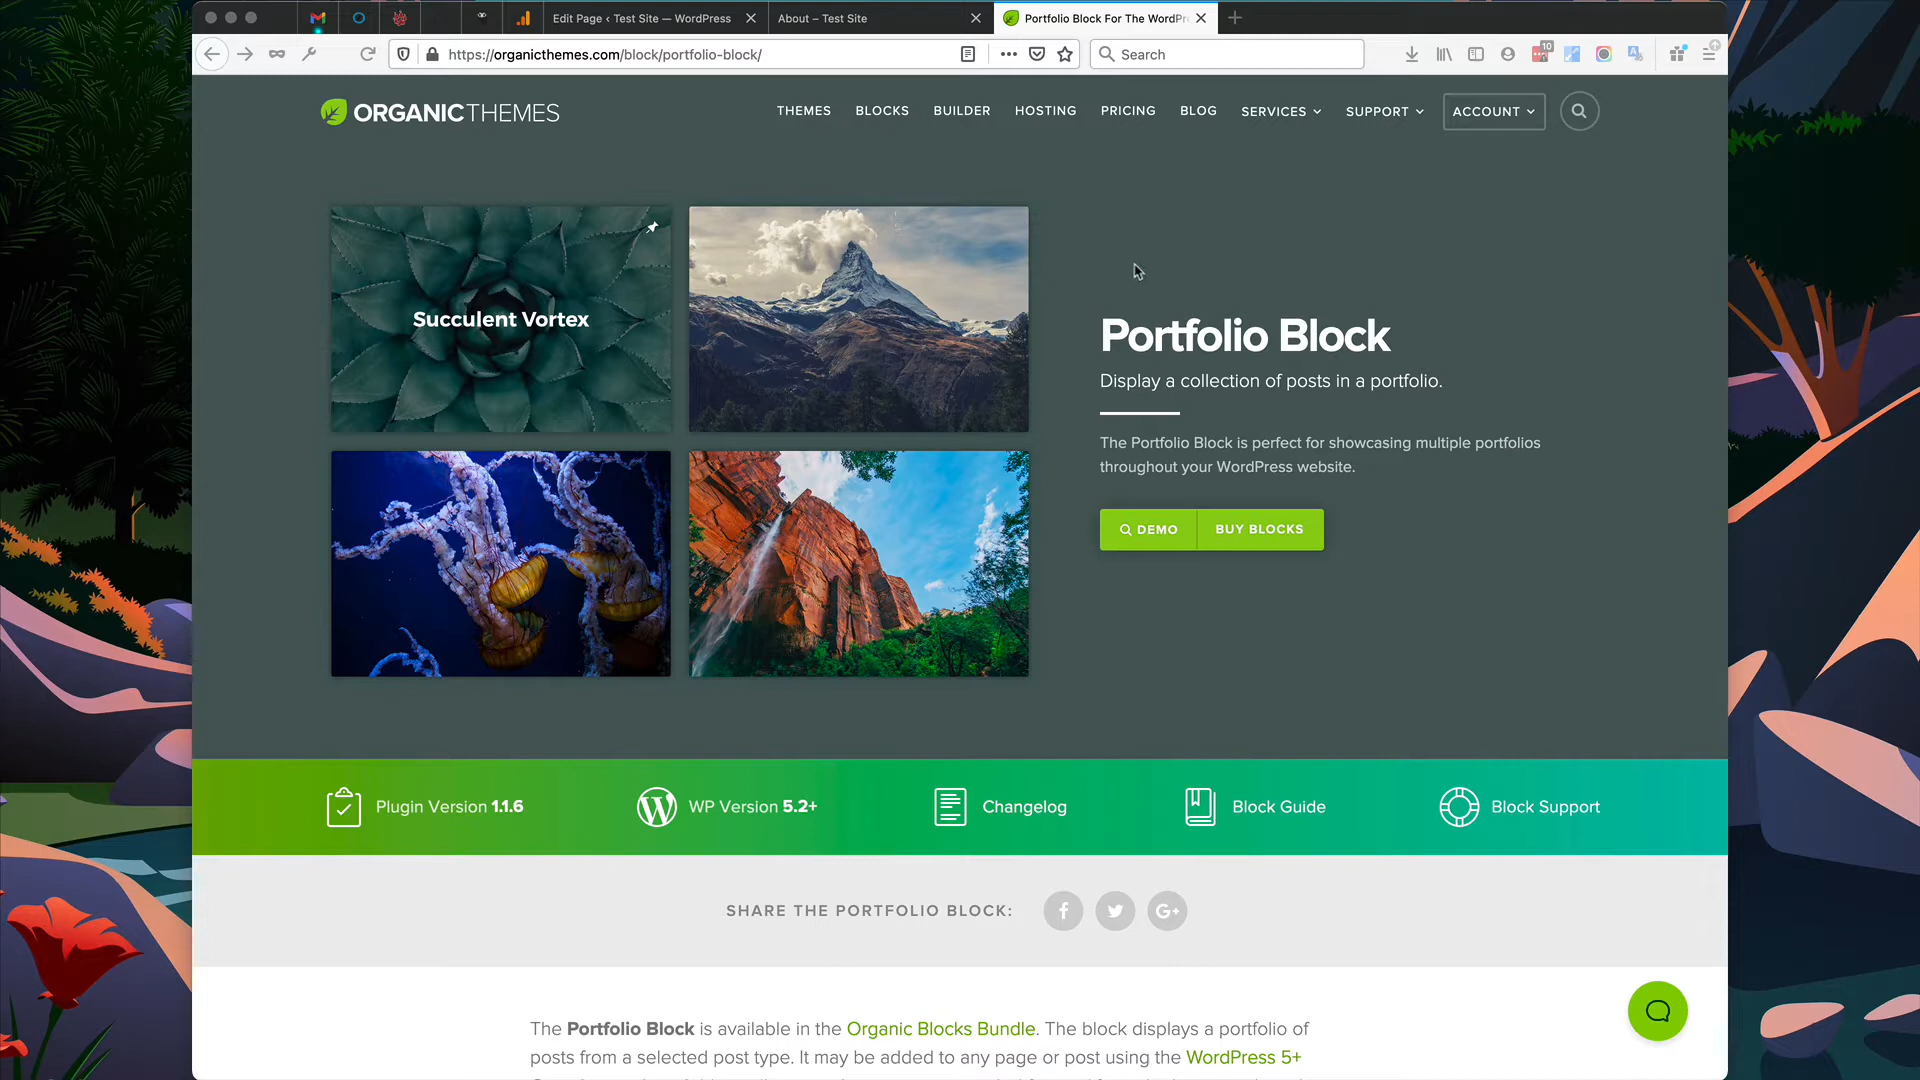 Edit Page ‹ Test Site — WordPress
About – Test Site
Portfolio Block For The WordPr
https://organicthemes.com/block/portfolio-block/
Search
10
ORGANICTHEMES
THEMES
BLOCKS
BUILDER
HOSTING
PRICING
BLOG
SERVICES
SUPPORT
ACCOUNT
Succulent Vortex
Portfolio Block
Display a collection of posts in a portfolio.
The Portfolio Block is perfect for showcasing multiple portfolios
throughout your WordPress website.
DEMO
BUY BLOCKS
Plugin Version 1.1.6
WP Version 5.2+
Changelog
Block Guide
Block Support
SHARE THE PORTFOLIO BLOCK:
The Portfolio Block is available in the Organic Blocks Bundle. The block displays a portfolio of
posts from a selected post type. It may be added to any page or post using the WordPress 5+